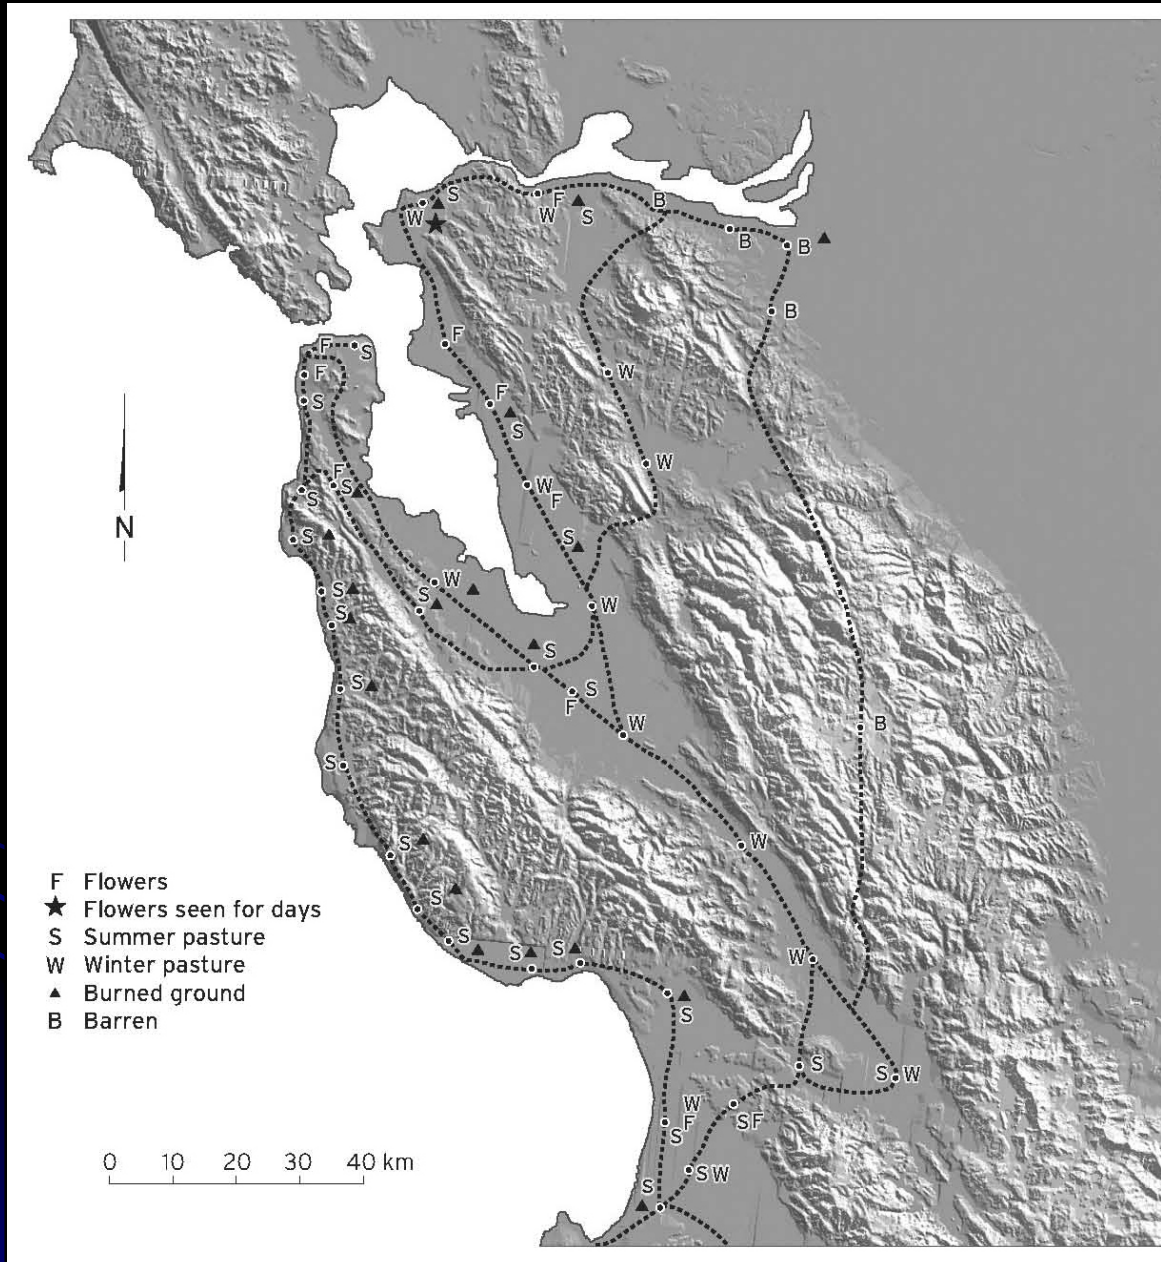 S
W
F
W
S
B
B
B
B
F
F S
F
W
F
S
S
W
F
S
W
F
S
S
S
W
S
W
S
W
S
S
S
F
S
W
B
S
S
W
S
S
S
S
W
S
S
W
W
F
S
S F
S W
S
N
F Flowers
★ Flowers seen for days
S Summer pasture
W Winter pasture
▲ Burned ground
B Barren
0 10 20 30 40 km